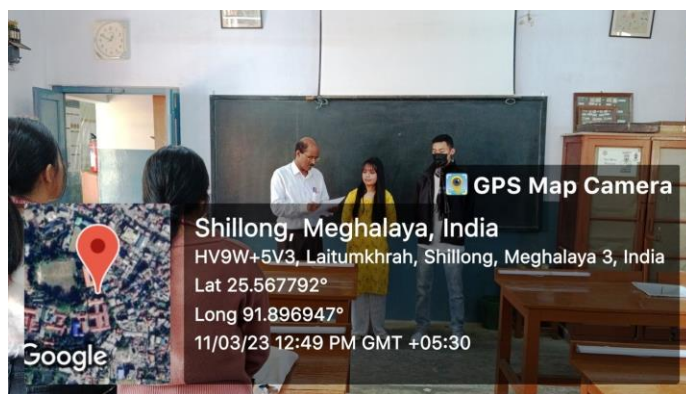 GPS Map Camera
Shillong, Meghalaya, India
HV9W+5V3, Laitumkhrah, Shillong, Meghalaya 3, India
Lat 25.567792°
Long 91.896947°
11/03/23 12:49 PM GMT +05:30
Google